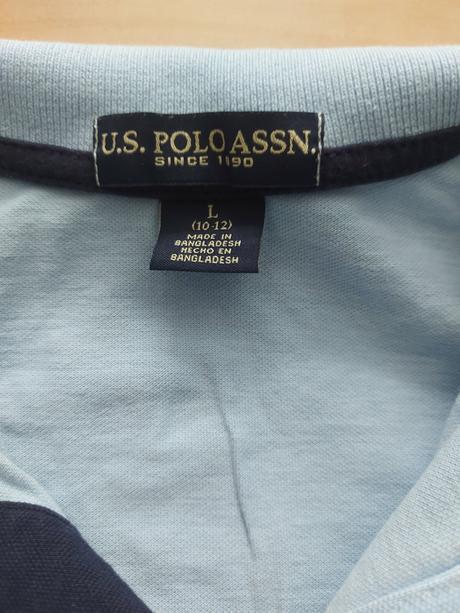 U.S. POLO ASSN.
SINCE 1890
L
(10-12)
MADE IN
BANGLADESH
HECHO EN
BANGLADESH